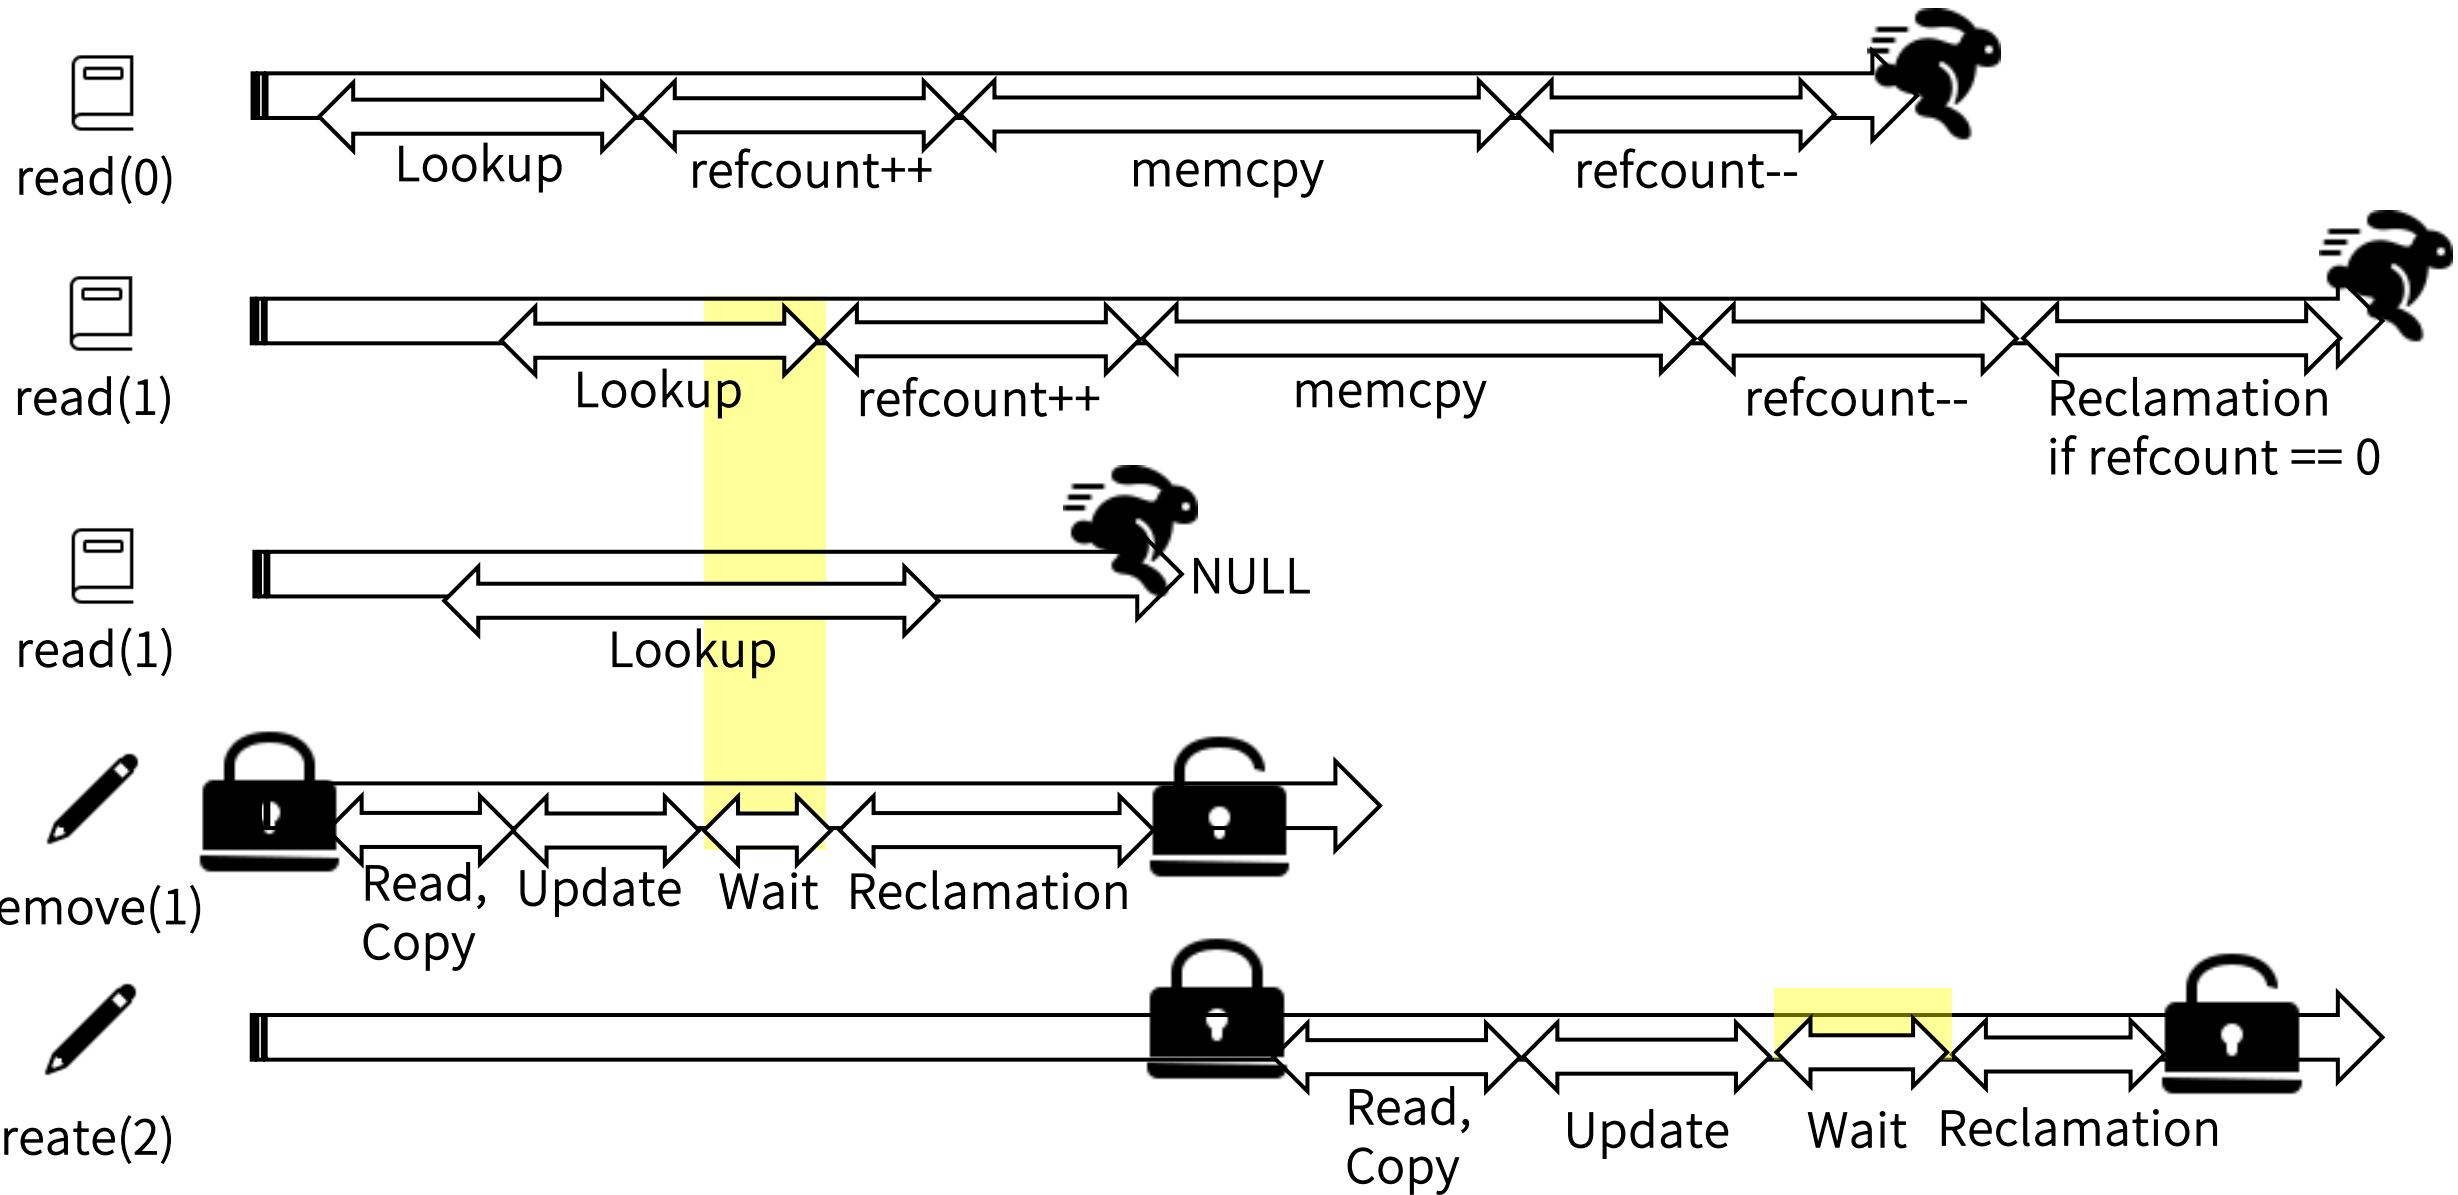 read(0)
Lookup
refcount++
memcpy
refcount--
read(1)
Lookup
refcount++
memcpy
refcount--
Reclamation
if refcount == 0
read(1)
Lookup
NULL
emove(1)
Read,
Copy
Update
Wait
Reclamation
reate(2)
Read,
Copy
Update
Wait
Reclamation